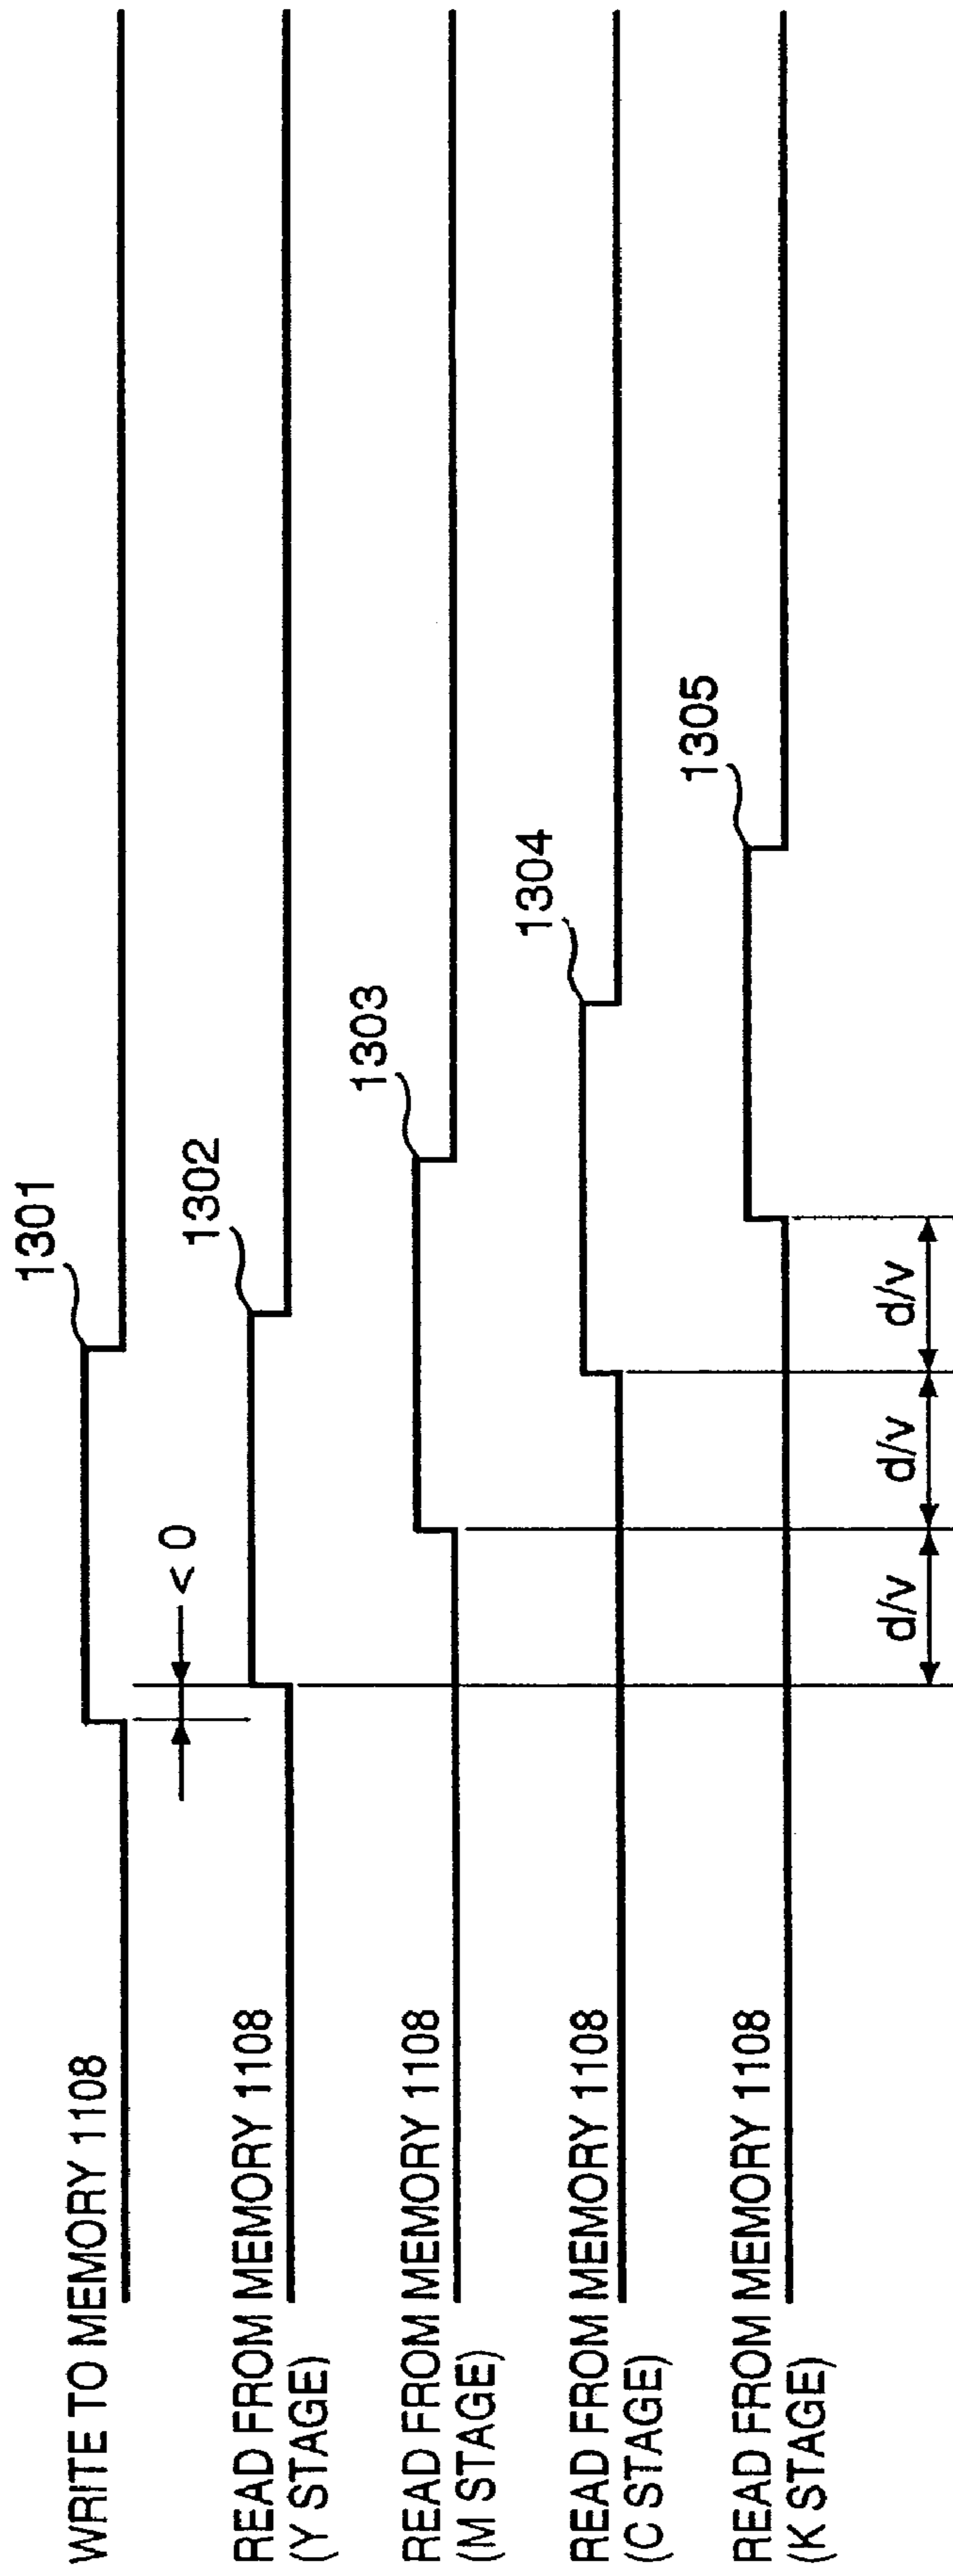 WRITE TO MEMORY 1108
1301
< 0
READ FROM MEMORY 1108
(Y STAGE)
1302
READ FROM MEMORY 1108
(M STAGE)
1303
READ FROM MEMORY 1108
(C STAGE)
1304
READ FROM MEMORY 1108
(K STAGE)
1305
d/v
d/v
d/v